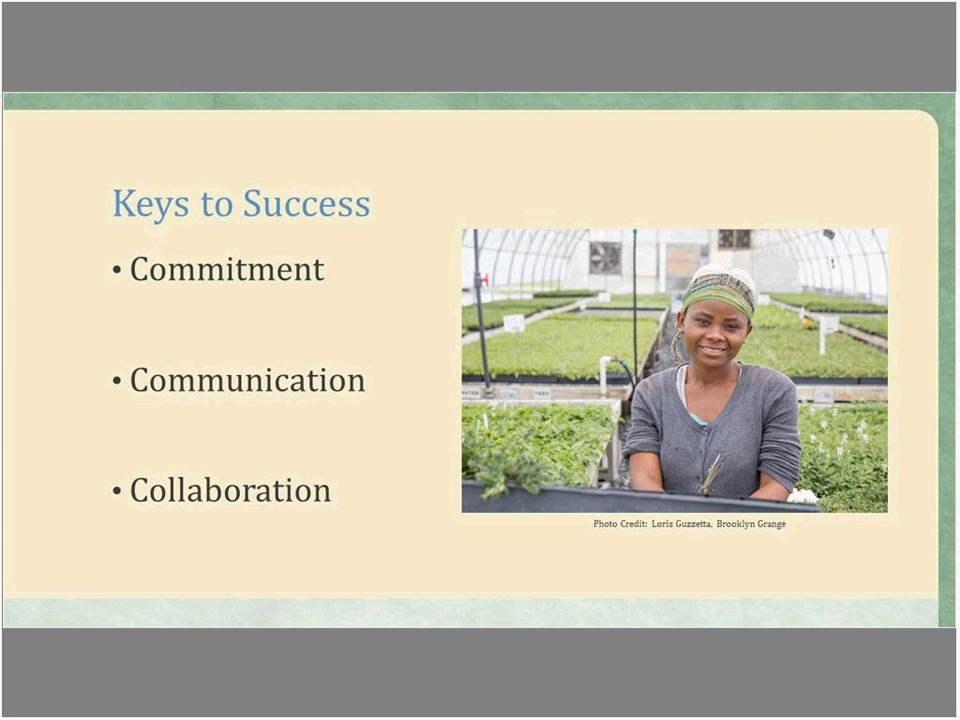 Keys to Success
• Commitment
• Communication
• Collaboration
Photo Credit: Loris Guzzetta, Brooklyn Grange